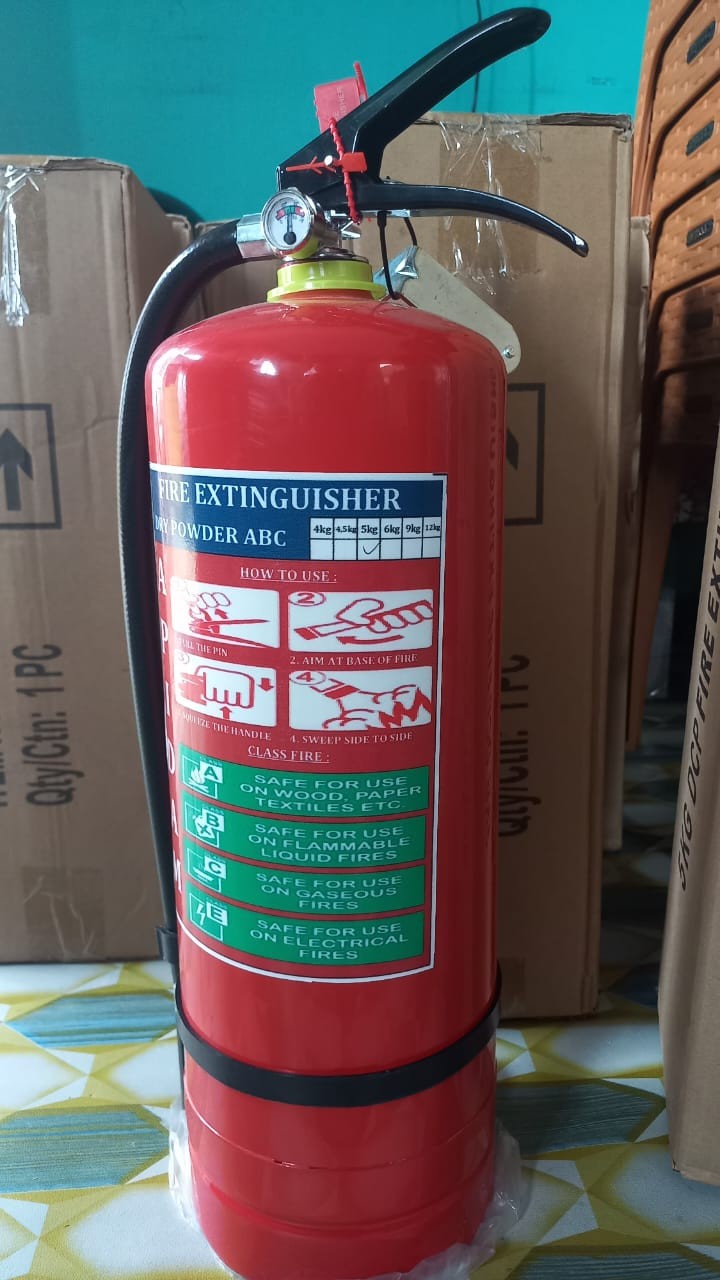 FIRE EXTINGUISHER
DRY POWDER ABC
4kg 4,5kg 5kg 6kg 9kg 12kg
HOW TO USE :
2
PULL THE PIN
2. AIM AT BASE OF FIRE
3
4
SQUEEZE THE HANDLE
4. SWEEP SIDE TO SIDE
CLASS FIRE :
A
SAFE FOR USE
ON WOOD, PAPER
TEXTILES ETC.
B
SAFE FOR USE
ON FLAMMABLE
LIQUID FIRES
C
SAFE FOR USE
ON GASEOUS
FIRES
E
SAFE FOR USE
ON ELECTRICAL
FIRES
A
P
I
D
A
M
Qty/Ctn: 1 PC
Qty/Ctn: 1 PC
5KG DCP FIRE EXT